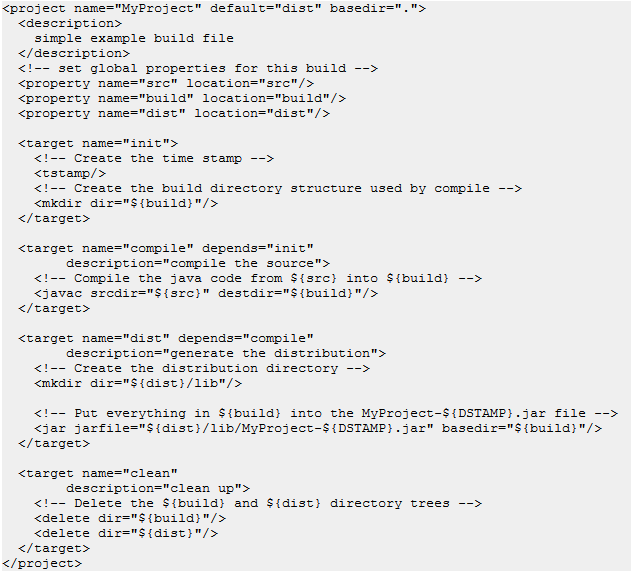 <project name="MyProject" default="dist" basedir=".">
  <description>
    simple example build file
  </description>
  <!-- set global properties for this build -->
  <property name="src" location="src"/>
  <property name="build" location="build"/>
  <property name="dist" location="dist"/>

  <target name="init">
    <!-- Create the time stamp -->
    <tstamp/>
    <!-- Create the build directory structure used by compile -->
    <mkdir dir="${build}"/>
  </target>

  <target name="compile" depends="init"
        description="compile the source">
    <!-- Compile the java code from ${src} into ${build} -->
    <javac srcdir="${src}" destdir="${build}"/>
  </target>

  <target name="dist" depends="compile"
        description="generate the distribution">
    <!-- Create the distribution directory -->
    <mkdir dir="${dist}/lib"/>

    <!-- Put everything in ${build} into the MyProject-${DSTAMP}.jar file -->
    <jar jarfile="${dist}/lib/MyProject-${DSTAMP}.jar" basedir="${build}"/>
  </target>

  <target name="clean"
        description="clean up">
    <!-- Delete the ${build} and ${dist} directory trees -->
    <delete dir="${build}"/>
    <delete dir="${dist}"/>
  </target>
</project>